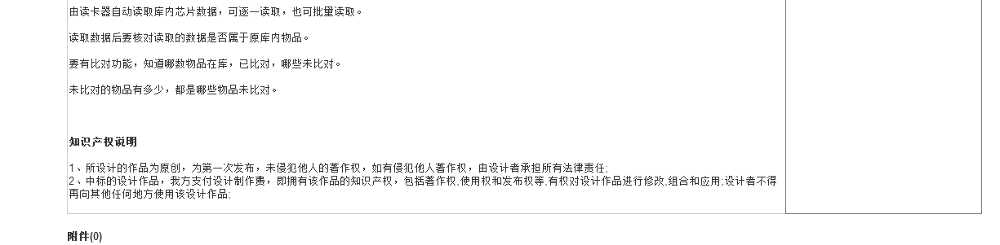 由读卡器自动读取库内芯片数据，可逐一读取，也可批量读取。
读取数据后要核对读取的数据是否属于原库内物品。
要有比对功能，知道哪数物品在库，已比对，哪些未比对。
未比对的物品有多少，都是哪些物品未比对。
知识产权说明
1、所设计的作品为原创，为第一次发布，未侵犯他人的著作权，如有侵犯他人著作权，由设计者承担所有法律责任;
2、中标的设计作品，我方支付设计制作费，即拥有该作品的知识产权，包括著作权,使用权和发布权等,有权对设计作品进行修改,组合和应用;设计者不得
再向其他任何地方使用该设计作品;
附件(0)